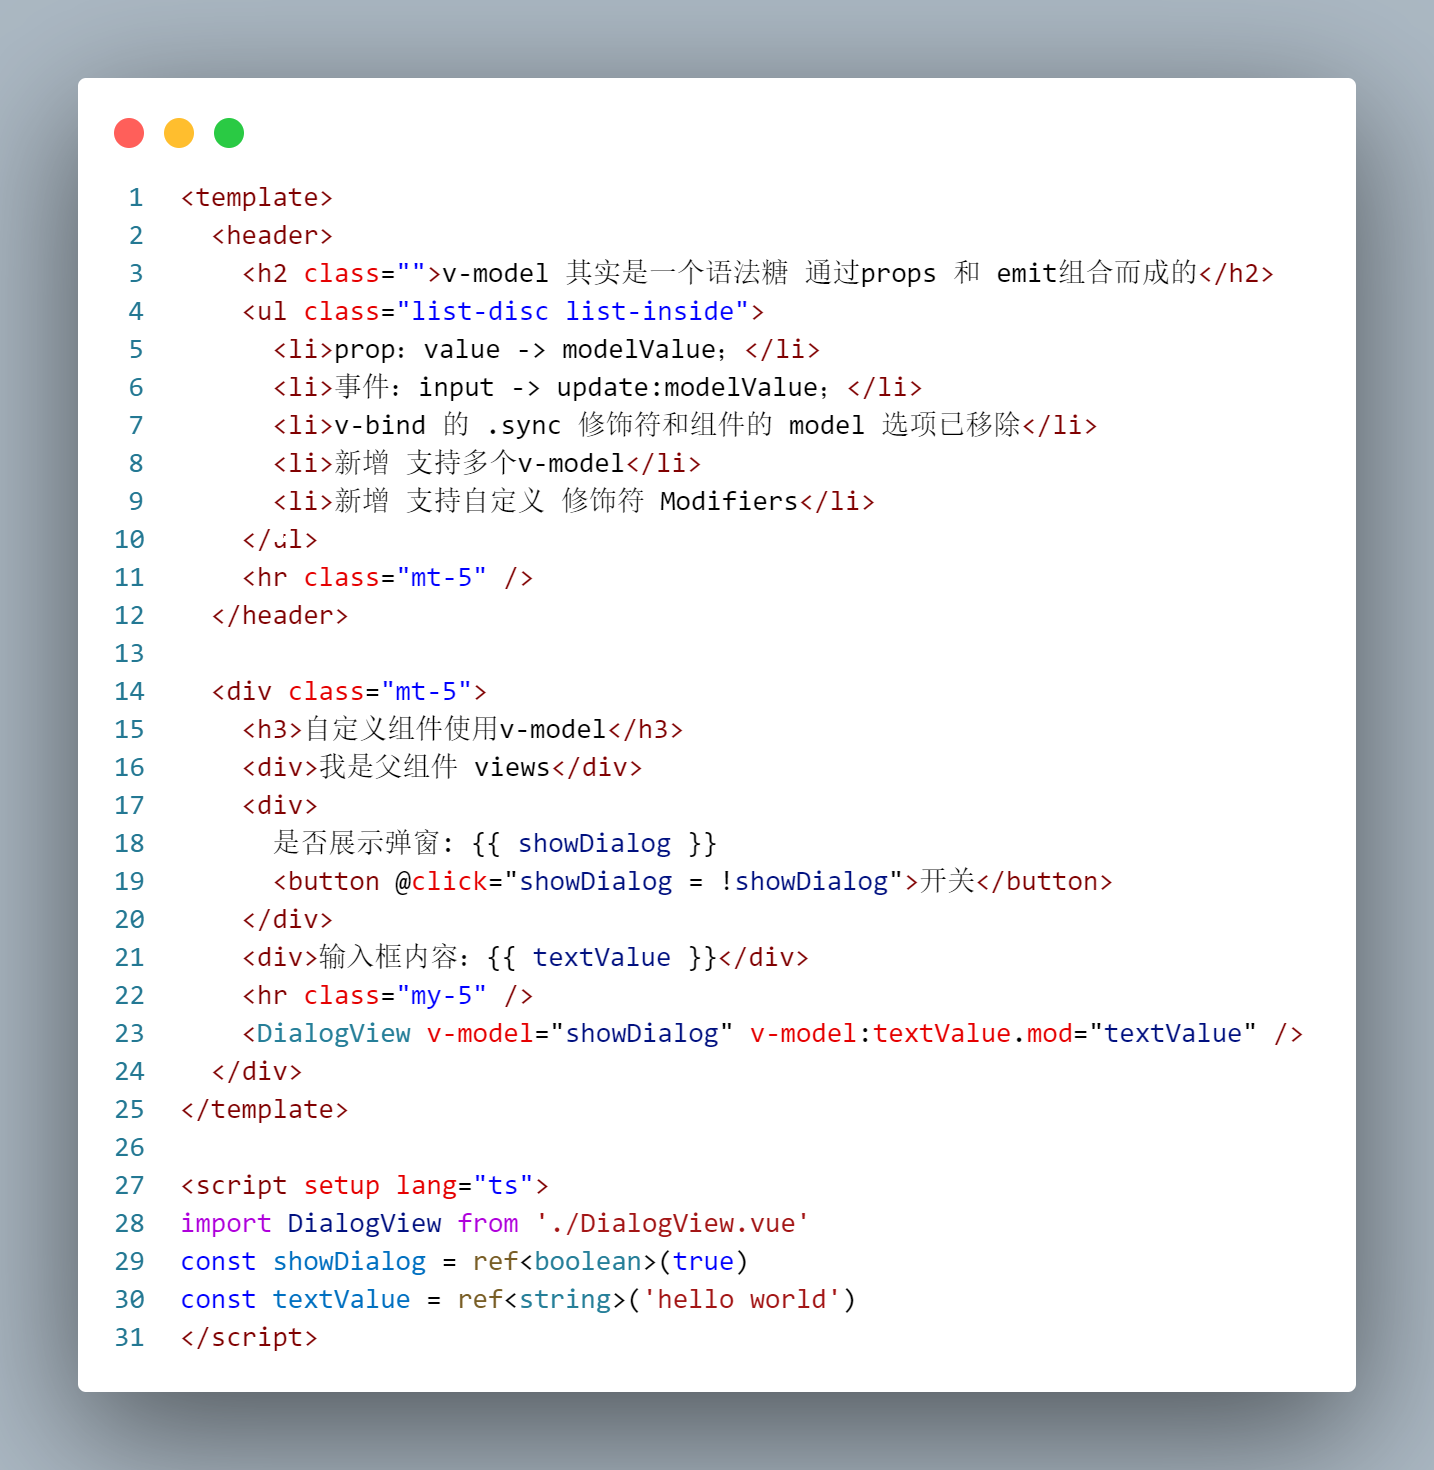 1 <template>
2 <header>
3 <h2 class="">v-model 其实是一个语法糖 通过props 和 emit组合而成的</h2>
4 <ul class="list-disc list-inside">
5 <li>prop：value -> modelValue；</li>
6 <li>事件：input -> update:modelValue；</li>
7 <li>v-bind 的 .sync 修饰符和组件的 model 选项已移除</li>
8 <li>新增 支持多个v-model</li>
9 <li>新增 支持自定义 修饰符 Modifiers</li>
10 </ul>
11 <hr class="mt-5" />
12 </header>
13
14 <div class="mt-5">
15 <h3>自定义组件使用v-model</h3>
16 <div>我是父组件 views</div>
17 <div>
18 是否展示弹窗: {{ showDialog }}
19 <button @click="showDialog = !showDialog">开关</button>
20 </div>
21 <div>输入框内容：{{ textValue }}</div>
22 <hr class="my-5" />
23 <DialogView v-model="showDialog" v-model:textValue.mod="textValue" />
24 </div>
25 </template>
26
27 <script setup lang="ts">
28 import DialogView from './DialogView.vue'
29 const showDialog = ref<boolean>(true)
30 const textValue = ref<string>('hello world')
31 </script>